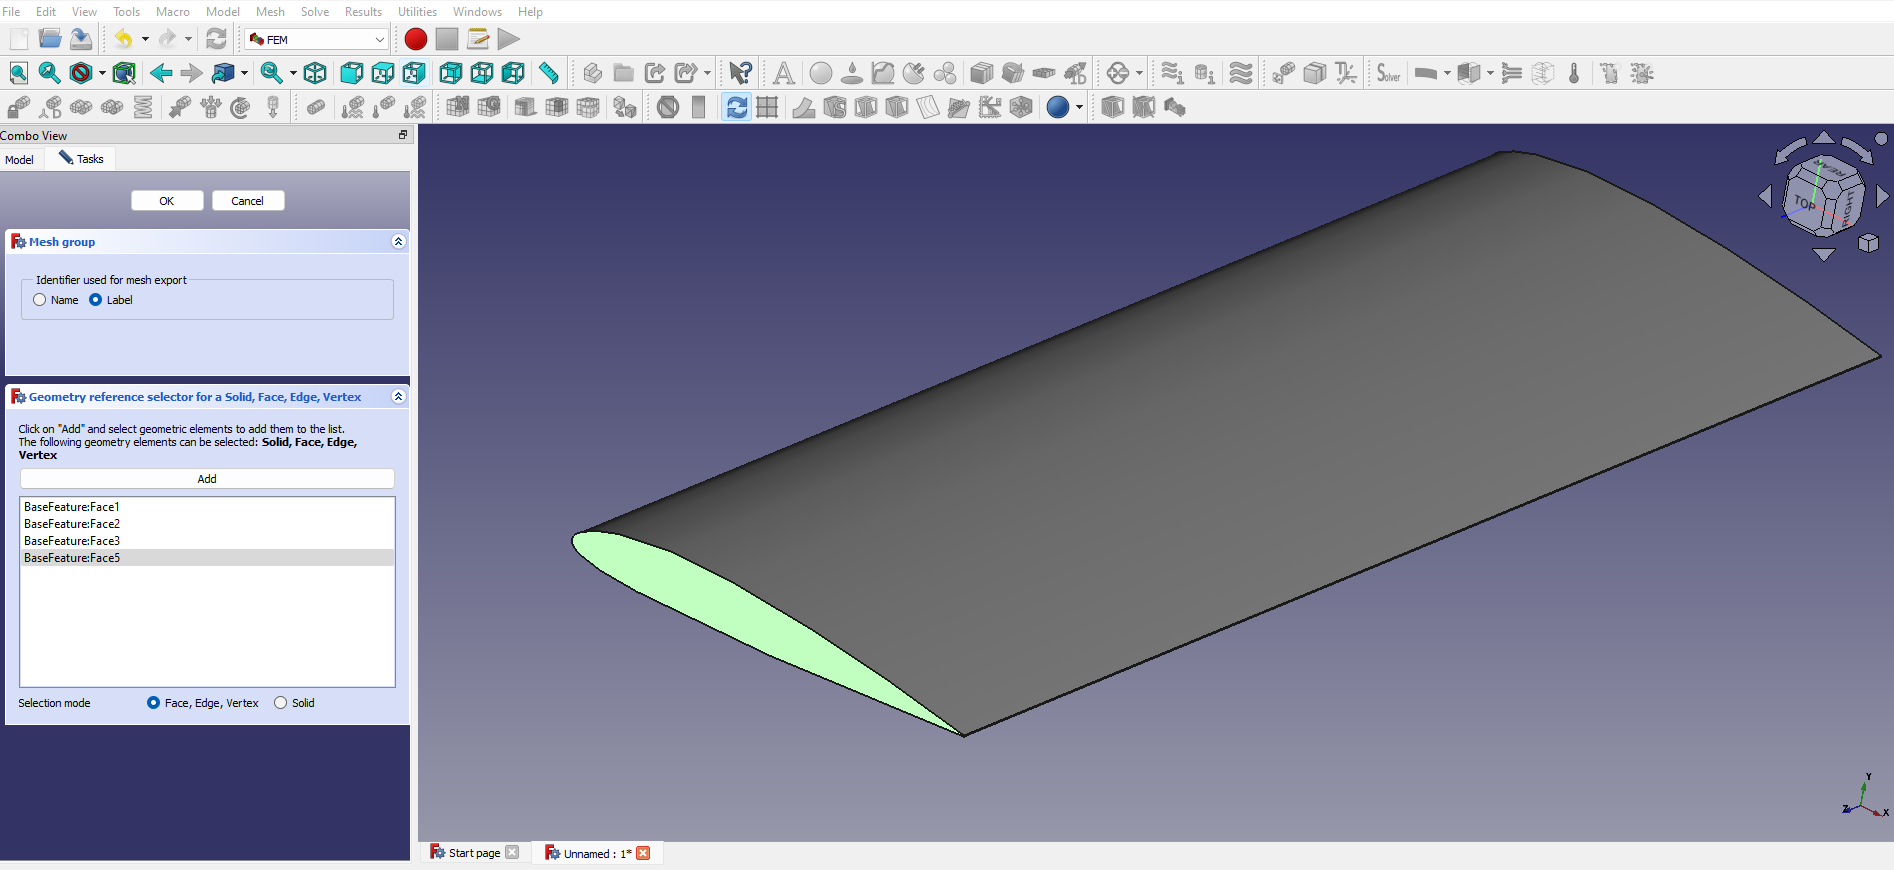 File Edit View Tools Macro Model Mesh Solve Results Utilities Windows Help
FEM
Solver
Combo View
Model Tasks
OK Cancel
Mesh group
Identifier used for mesh export
Name Label
Geometry reference selector for a Solid, Face, Edge, Vertex
Click on "Add" and select geometric elements to add them to the list.
The following geometry elements can be selected: Solid, Face, Edge,
Vertex
Add
BaseFeature:Face1
BaseFeature:Face2
BaseFeature:Face3
BaseFeature:Face5
Selection mode Face, Edge, Vertex Solid
REAR
TOP
RIGHT
Y
Z
X
Start page Unnamed : 1*